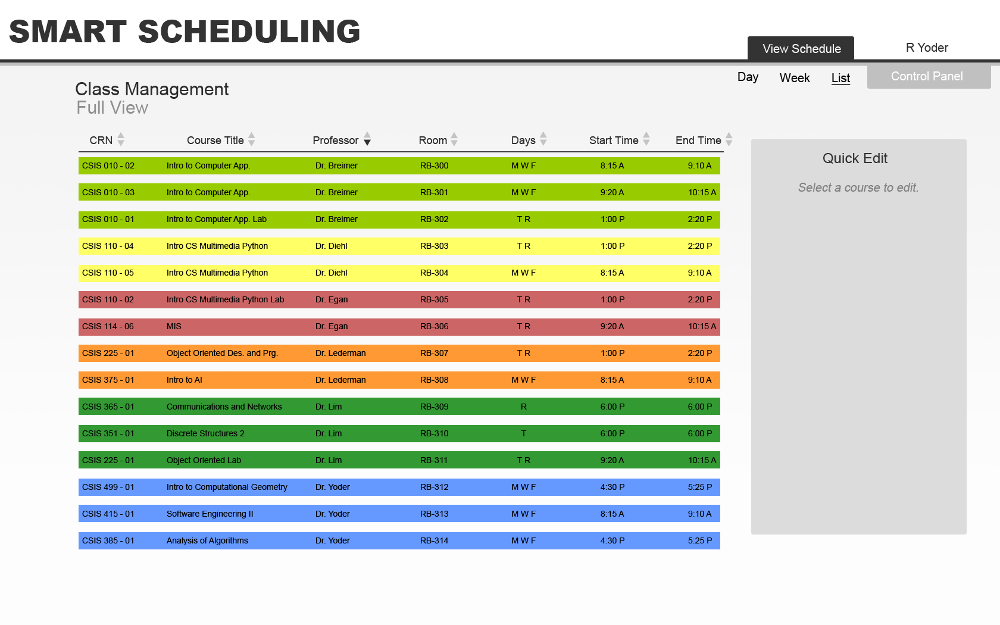 SMART SCHEDULING
View Schedule R Yoder
Day Week List Control Panel
Class Management
Full View
CRN Course Title Professor Room Days Start Time End Time
CSIS 010 - 02 Intro to Computer App. Dr. Breimer RB-300 M W F 8:15 A 9:10 A
CSIS 010 - 03 Intro to Computer App. Dr. Breimer RB-301 M W F 9:20 A 10:15 A
CSIS 010 - 01 Intro to Computer App. Lab Dr. Breimer RB-302 T R 1:00 P 2:20 P
CSIS 110 - 04 Intro CS Multimedia Python Dr. Diehl RB-303 T R 1:00 P 2:20 P
CSIS 110 - 05 Intro CS Multimedia Python Dr. Diehl RB-304 M W F 8:15 A 9:10 A
CSIS 110 - 02 Intro CS Multimedia Python Lab Dr. Egan RB-305 T R 1:00 P 2:20 P
CSIS 114 - 06 MIS Dr. Egan RB-306 T R 9:20 A 10:15 A
CSIS 225 - 01 Object Oriented Des. and Prg. Dr. Lederman RB-307 T R 1:00 P 2:20 P
CSIS 375 - 01 Intro to AI Dr. Lederman RB-308 M W F 8:15 A 9:10 A
CSIS 365 - 01 Communications and Networks Dr. Lim RB-309 R 6:00 P 6:00 P
CSIS 351 - 01 Discrete Structures 2 Dr. Lim RB-310 T 6:00 P 6:00 P
CSIS 225 - 01 Object Oriented Lab Dr. Lim RB-311 T R 9:20 A 10:15 A
CSIS 499 - 01 Intro to Computational Geometry Dr. Yoder RB-312 M W F 4:30 P 5:25 P
CSIS 415 - 01 Software Engineering II Dr. Yoder RB-313 M W F 8:15 A 9:10 A
CSIS 385 - 01 Analysis of Algorithms Dr. Yoder RB-314 M W F 4:30 P 5:25 P
Quick Edit
Select a course to edit.